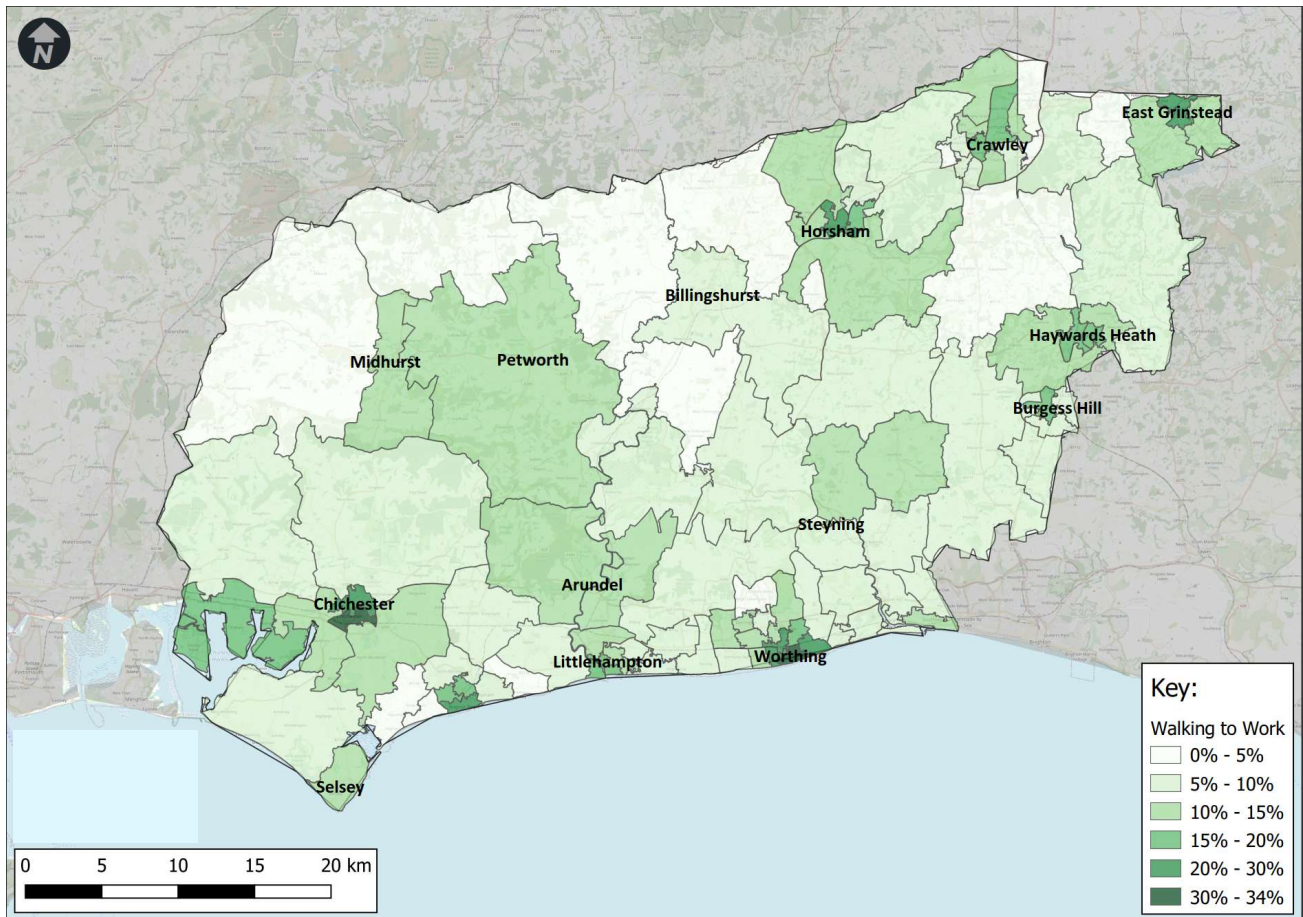 N
East Grinstead
Crawley
Horsham
Billingshurst
Haywards Heath
Midhurst
Petworth
Burgess Hill
Steyning
Arundel
Chichester
Littlehampton
Worthing
Selsey
Key:
Walking to Work
0% - 5%
5% - 10%
10% - 15%
15% - 20%
20% - 30%
30% - 34%
0 5 10 15 20 km